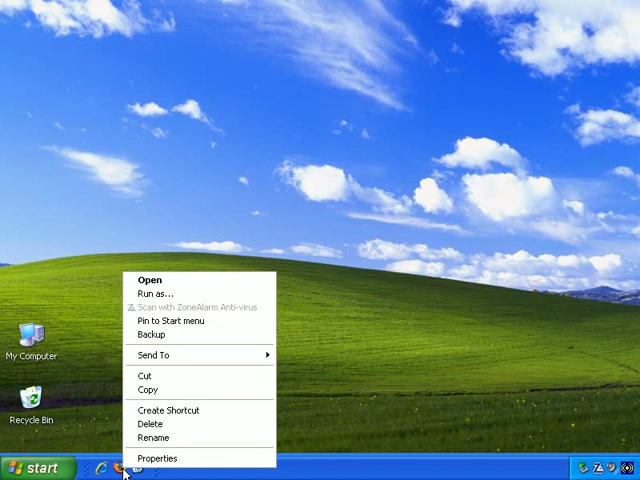 Open
Run as...
Scan with ZoneAlarm Anti-virus
Pin to Start menu
Backup
Send To
Cut
Copy
Create Shortcut
Delete
Rename
Properties
My Computer
Recycle Bin
start